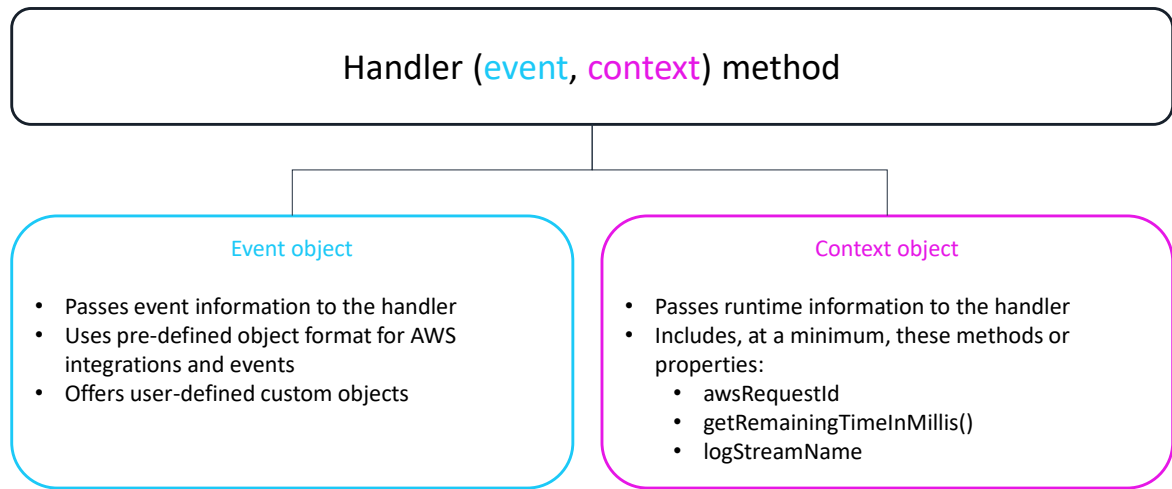 Handler (event, context) method
Event object
• Passes event information to the handler
• Uses pre-defined object format for AWS
integrations and events
• Offers user-defined custom objects
Context object
• Passes runtime information to the handler
• Includes, at a minimum, these methods or
properties:
• awsRequestId
• getRemainingTimeInMillis()
• logStreamName